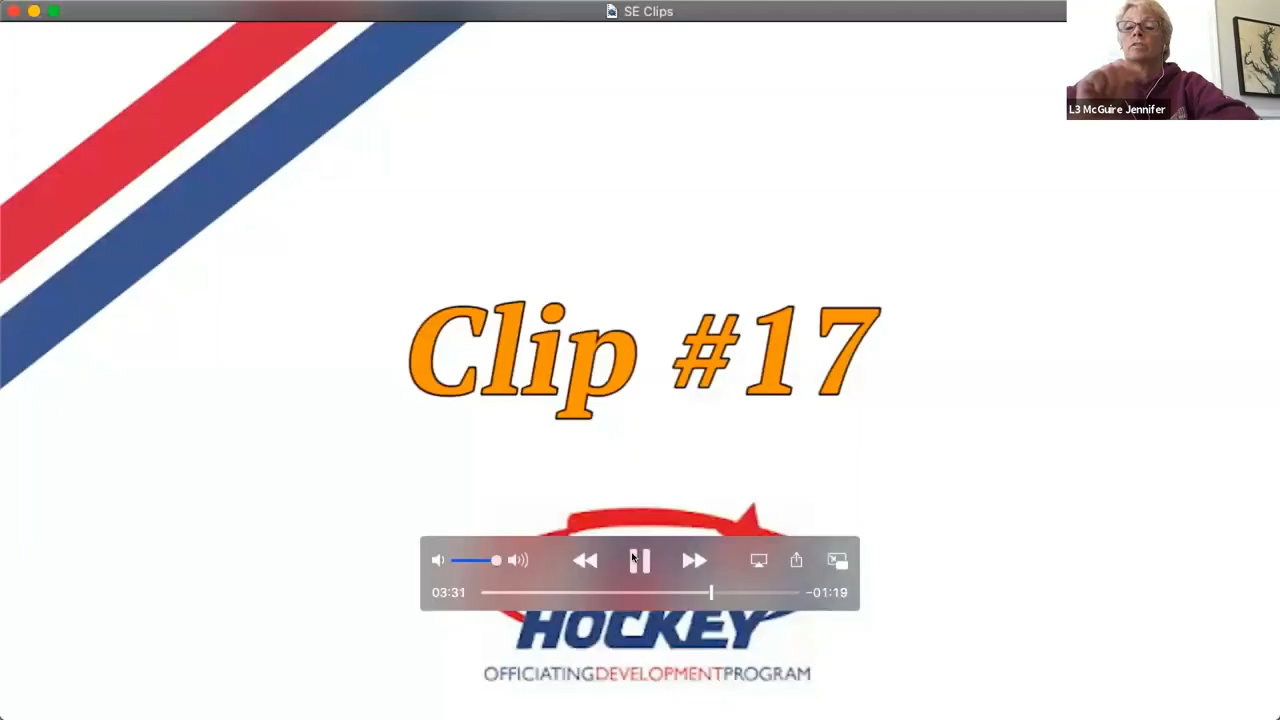 SE Clips
L3 McGuire Jennifer
Clip #17
03:31
-01:19
HOCKEY
OFFICIATINGDEVELOPMENTPROGRAM